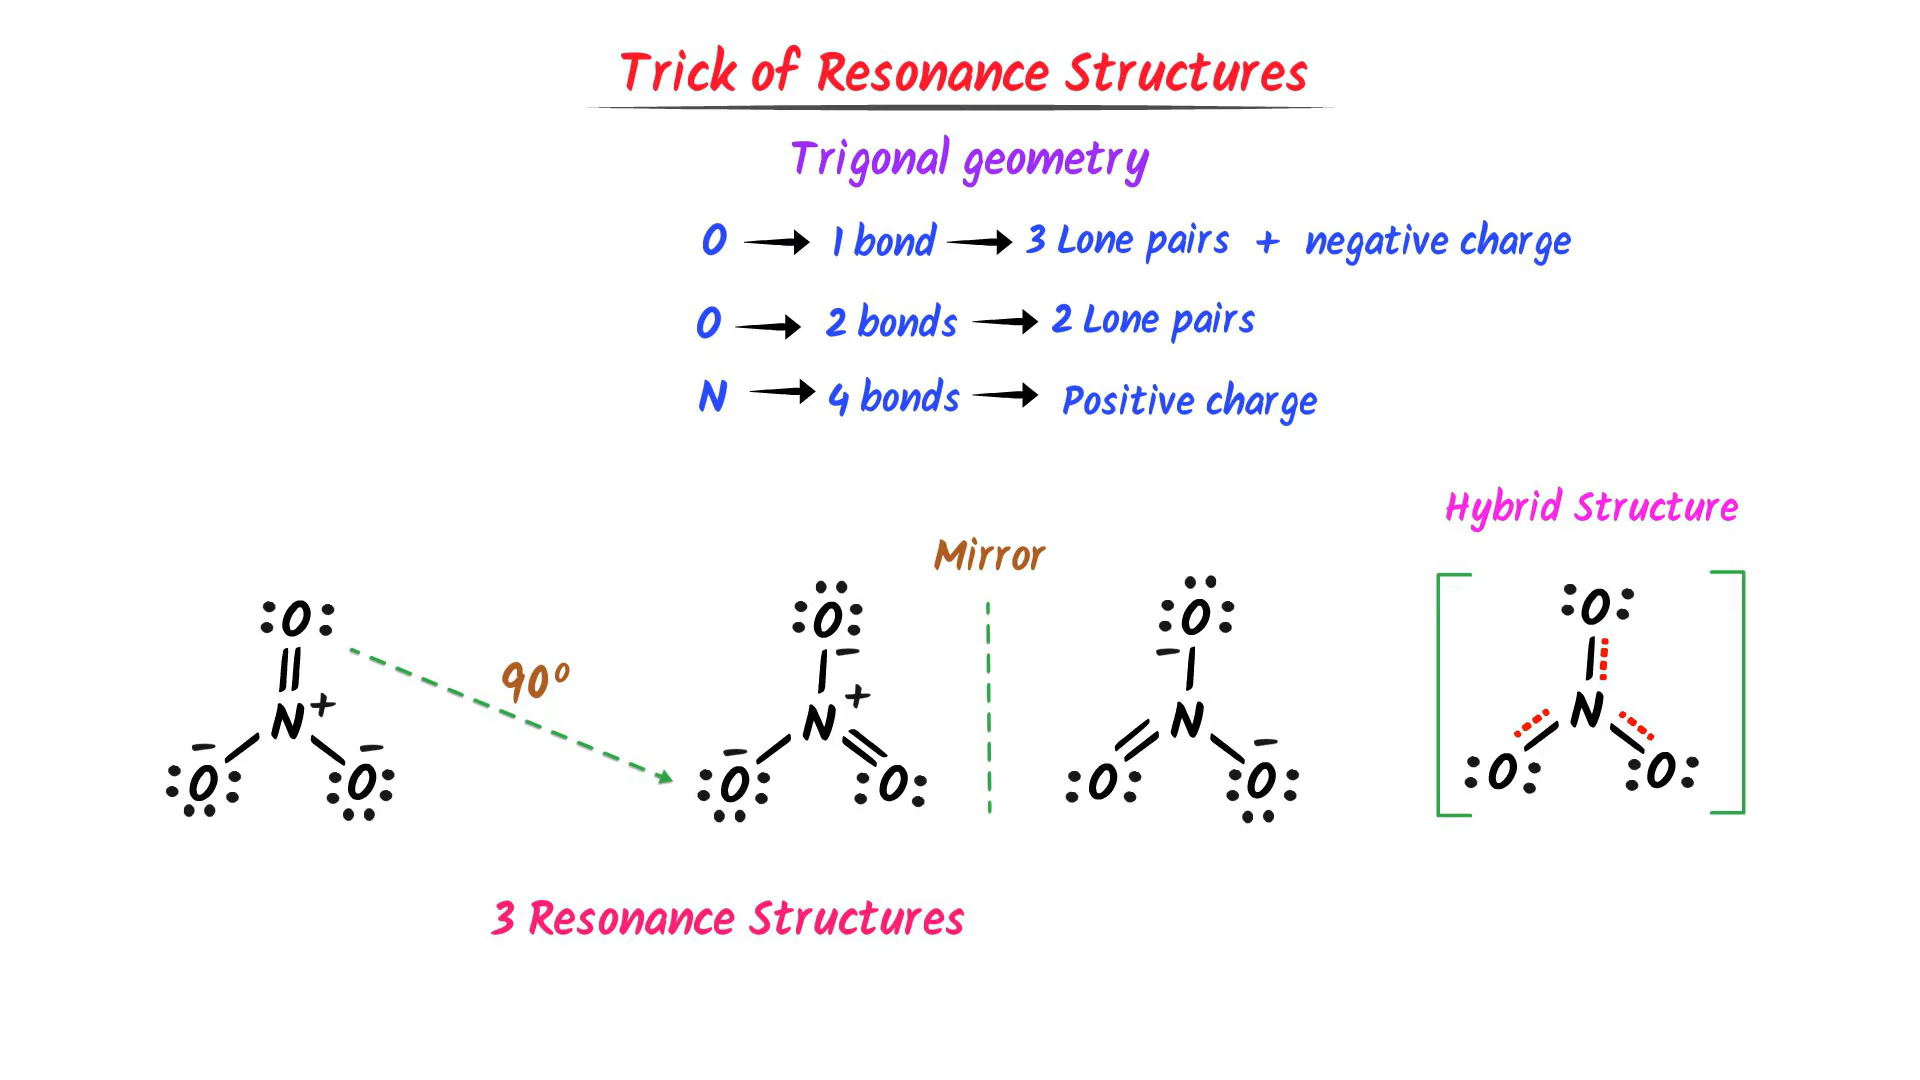 Trick of Resonance Structures
Trigonal geometry
O → 1 bond → 3 Lone pairs + negative charge
O → 2 bonds → 2 Lone pairs
N → 4 bonds → Positive charge
Hybrid Structure
Mirror
90⁰
O
N +
− O − O
O −
N +
− O O
O
− N
O − O
O
N
O O
3 Resonance Structures